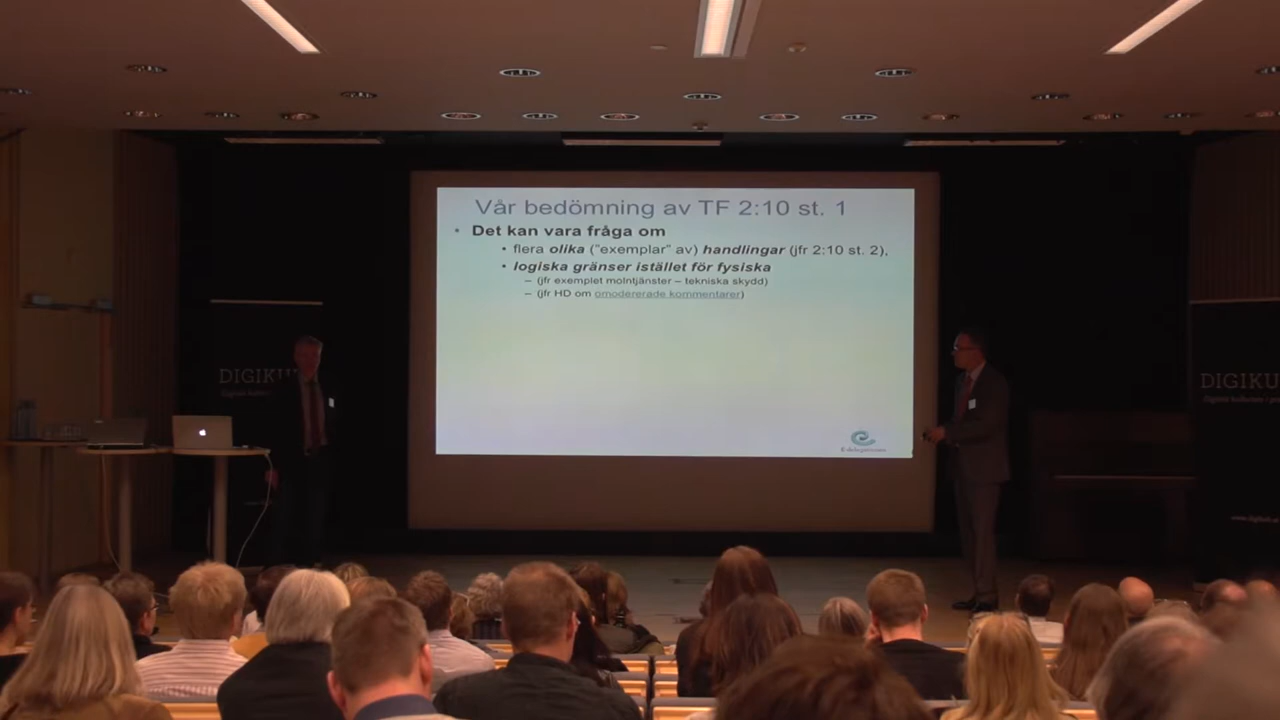 Vår bedömning av TF 2:10 st. 1
• Det kan vara fråga om
• flera olika ("exemplar" av) handlingar (jfr 2:10 st. 2),
• logiska gränser istället för fysiska
– (jfr exemplet molntjänster – tekniska skydd)
– (jfr HD om omodererade kommentarer)
DIGIKU
DIGIKU